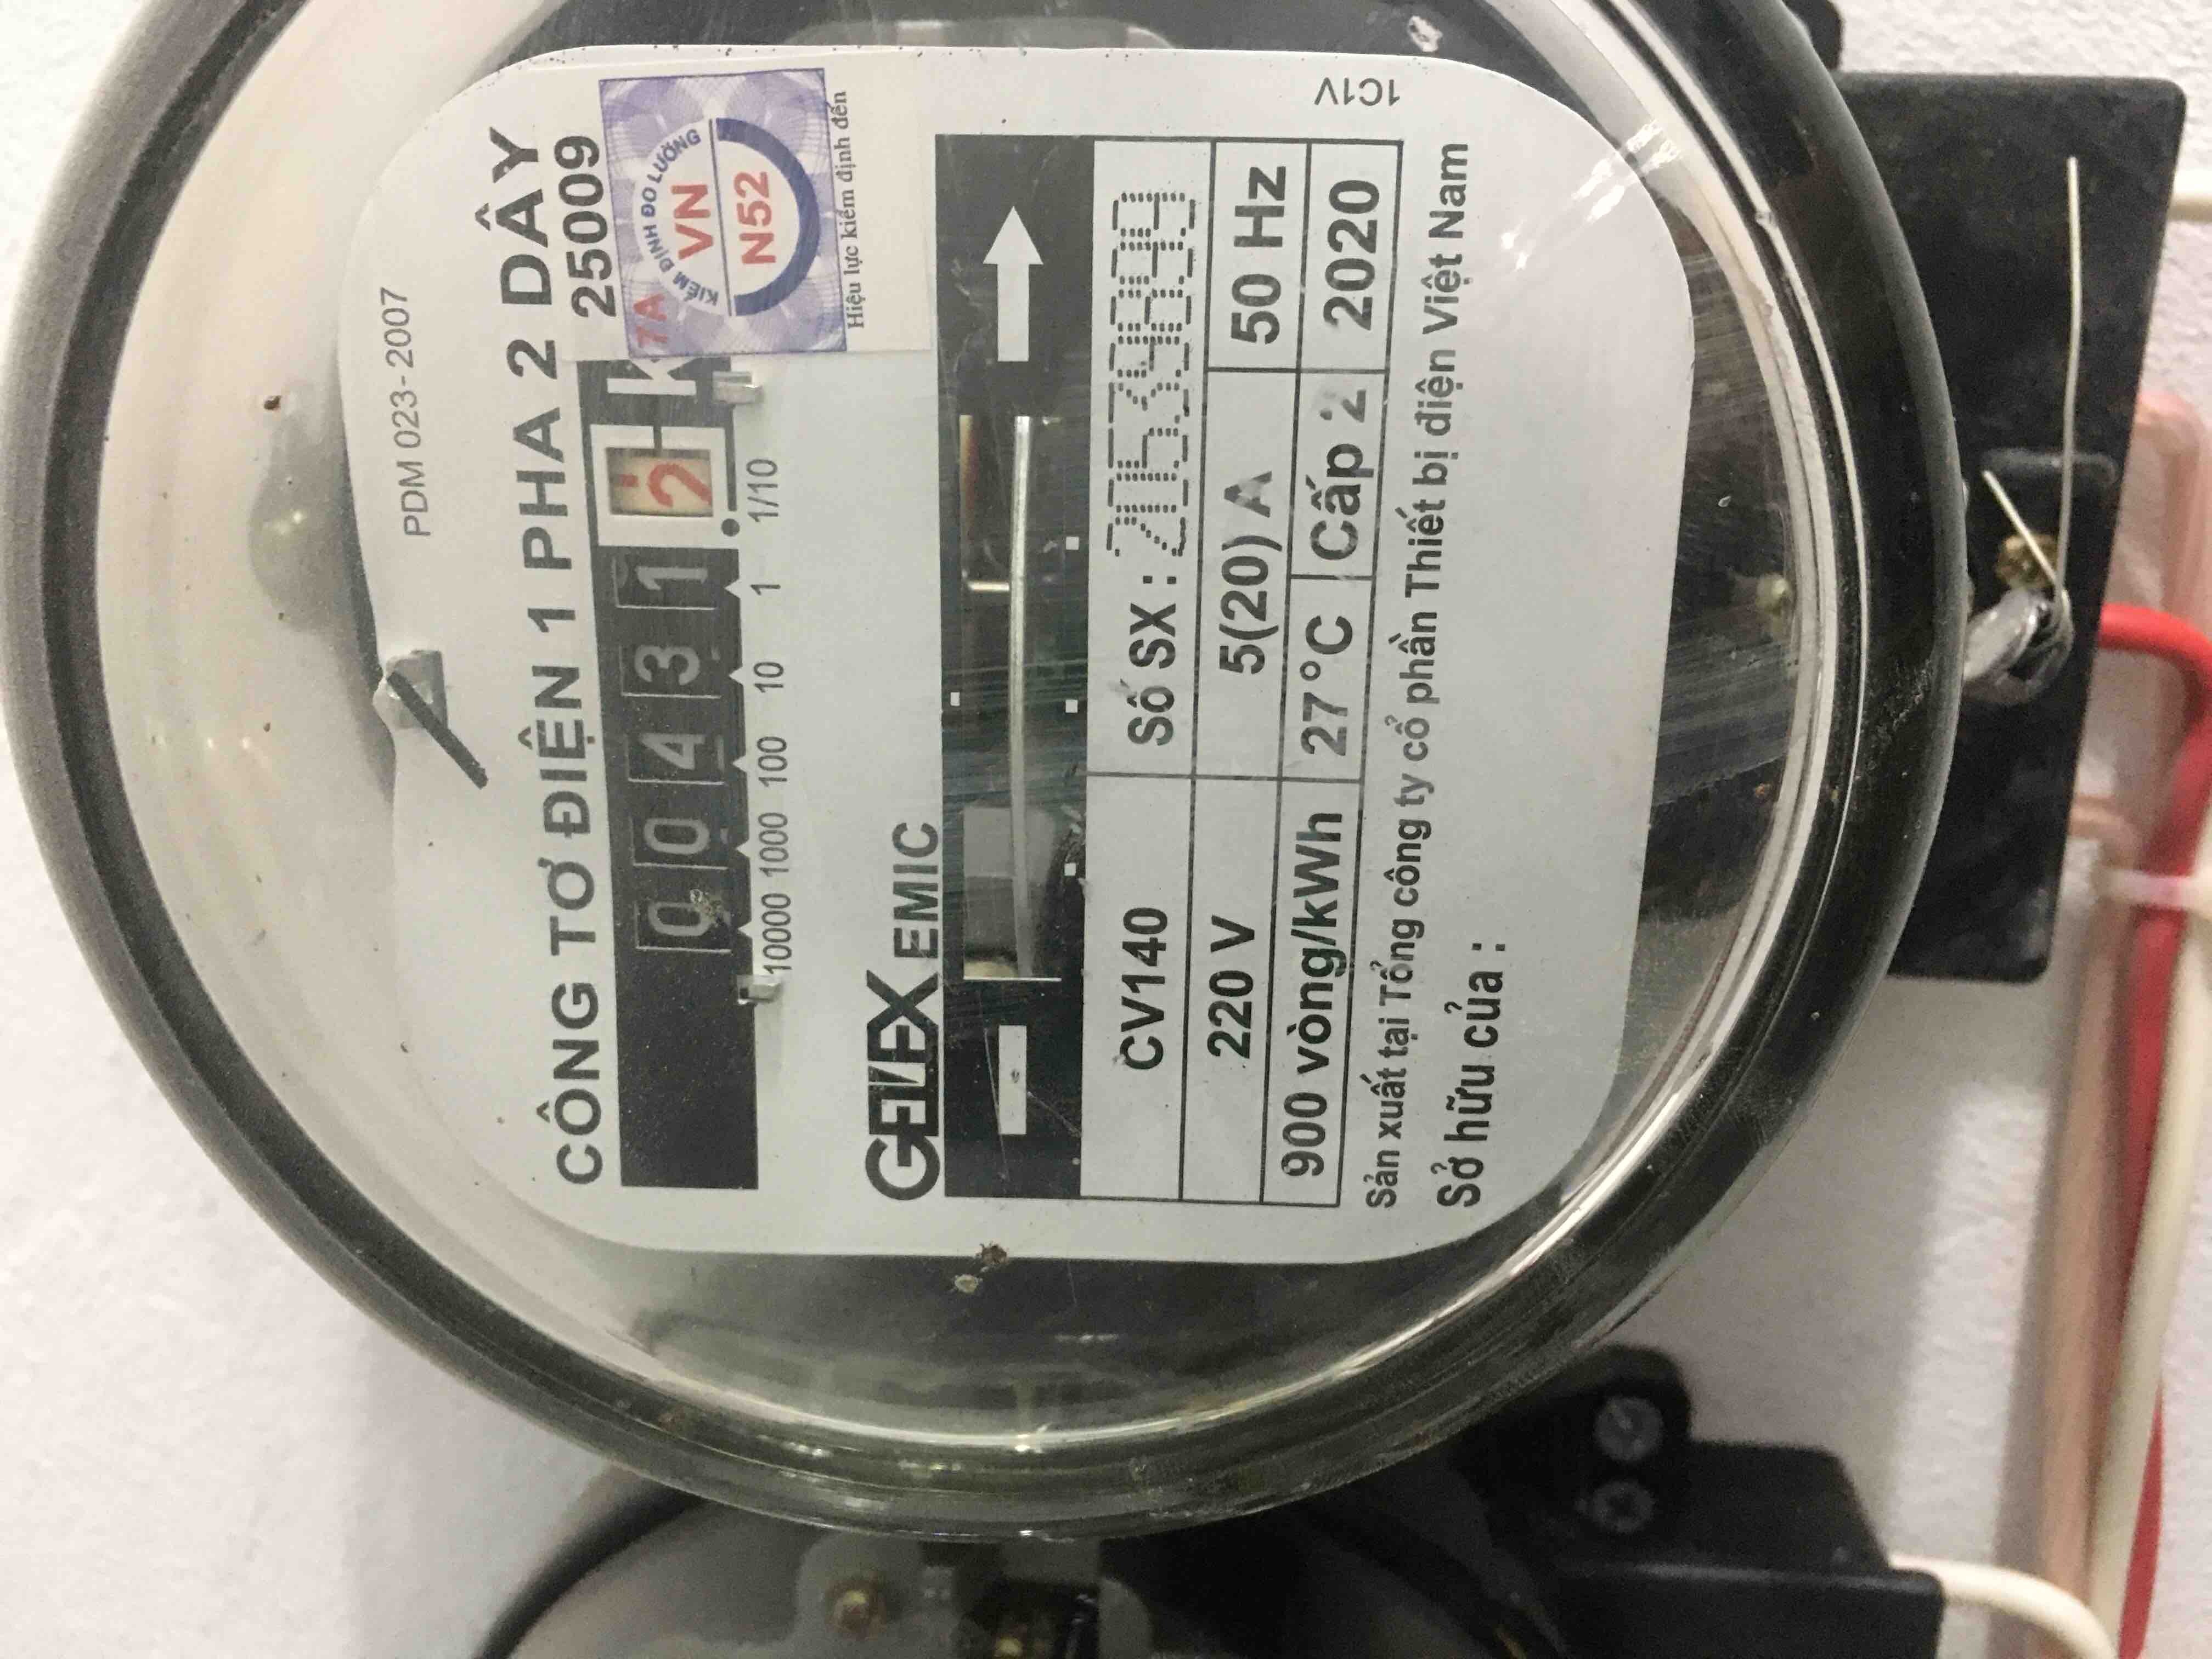 PDM 023-2007
CÔNG TƠ ĐIỆN 1 PHA 2 DÂY
25009
7A
KIỂM ĐỊNH ĐO LƯỜNG
VN
N52
Hiệu lực kiểm định đến
0 0 4 3 1 2 k
10000 1000 100 10 1 1/10
GELEX EMIC
CV140 Số SX :
220 V 5(20) A 50 Hz
900 vòng/kWh 27°C Cấp 2 2020
Sản xuất tại Tổng công ty cổ phần Thiết bị điện Việt Nam
Sở hữu của :
1C1V